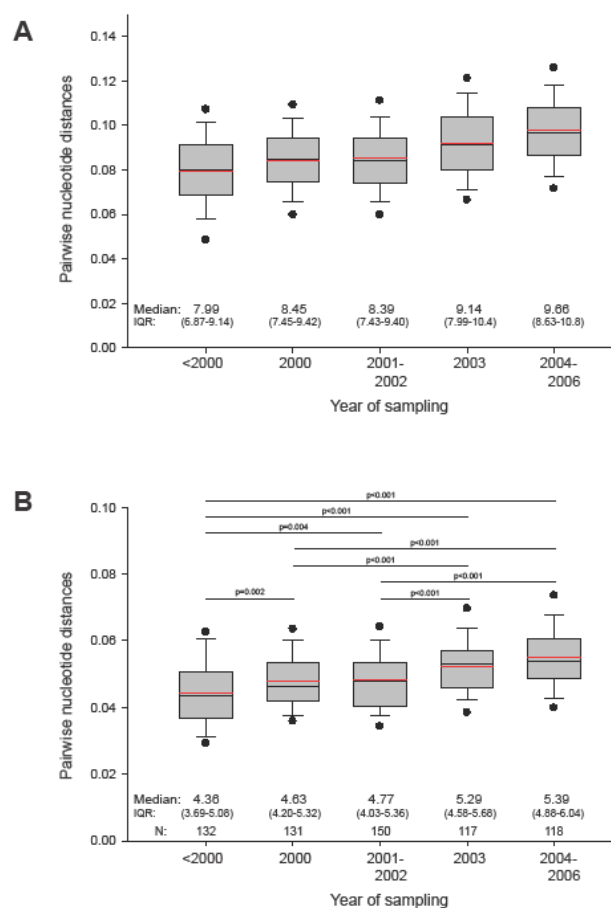 A
Pairwise nucleotide distances
0.14
0.12
0.10
0.08
0.06
0.04
0.02
0.00
Median: 7.99 8.45 8.39 9.14 9.66
IQR: (6.87-9.14) (7.45-9.42) (7.43-9.40) (7.99-10.4) (8.63-10.8)
<2000 2000 2001-2002 2003 2004-2006
Year of sampling
B
Pairwise nucleotide distances
0.10
0.08
0.06
0.04
0.02
0.00
p<0.001
p<0.001
p=0.004
p<0.001
p<0.001
p<0.001
p=0.002 p<0.001
Median: 4.36 4.63 4.77 5.29 5.39
IQR: (3.69-5.08) (4.20-5.32) (4.03-5.36) (4.58-5.68) (4.88-6.04)
N: 132 131 150 117 118
<2000 2000 2001-2002 2003 2004-2006
Year of sampling